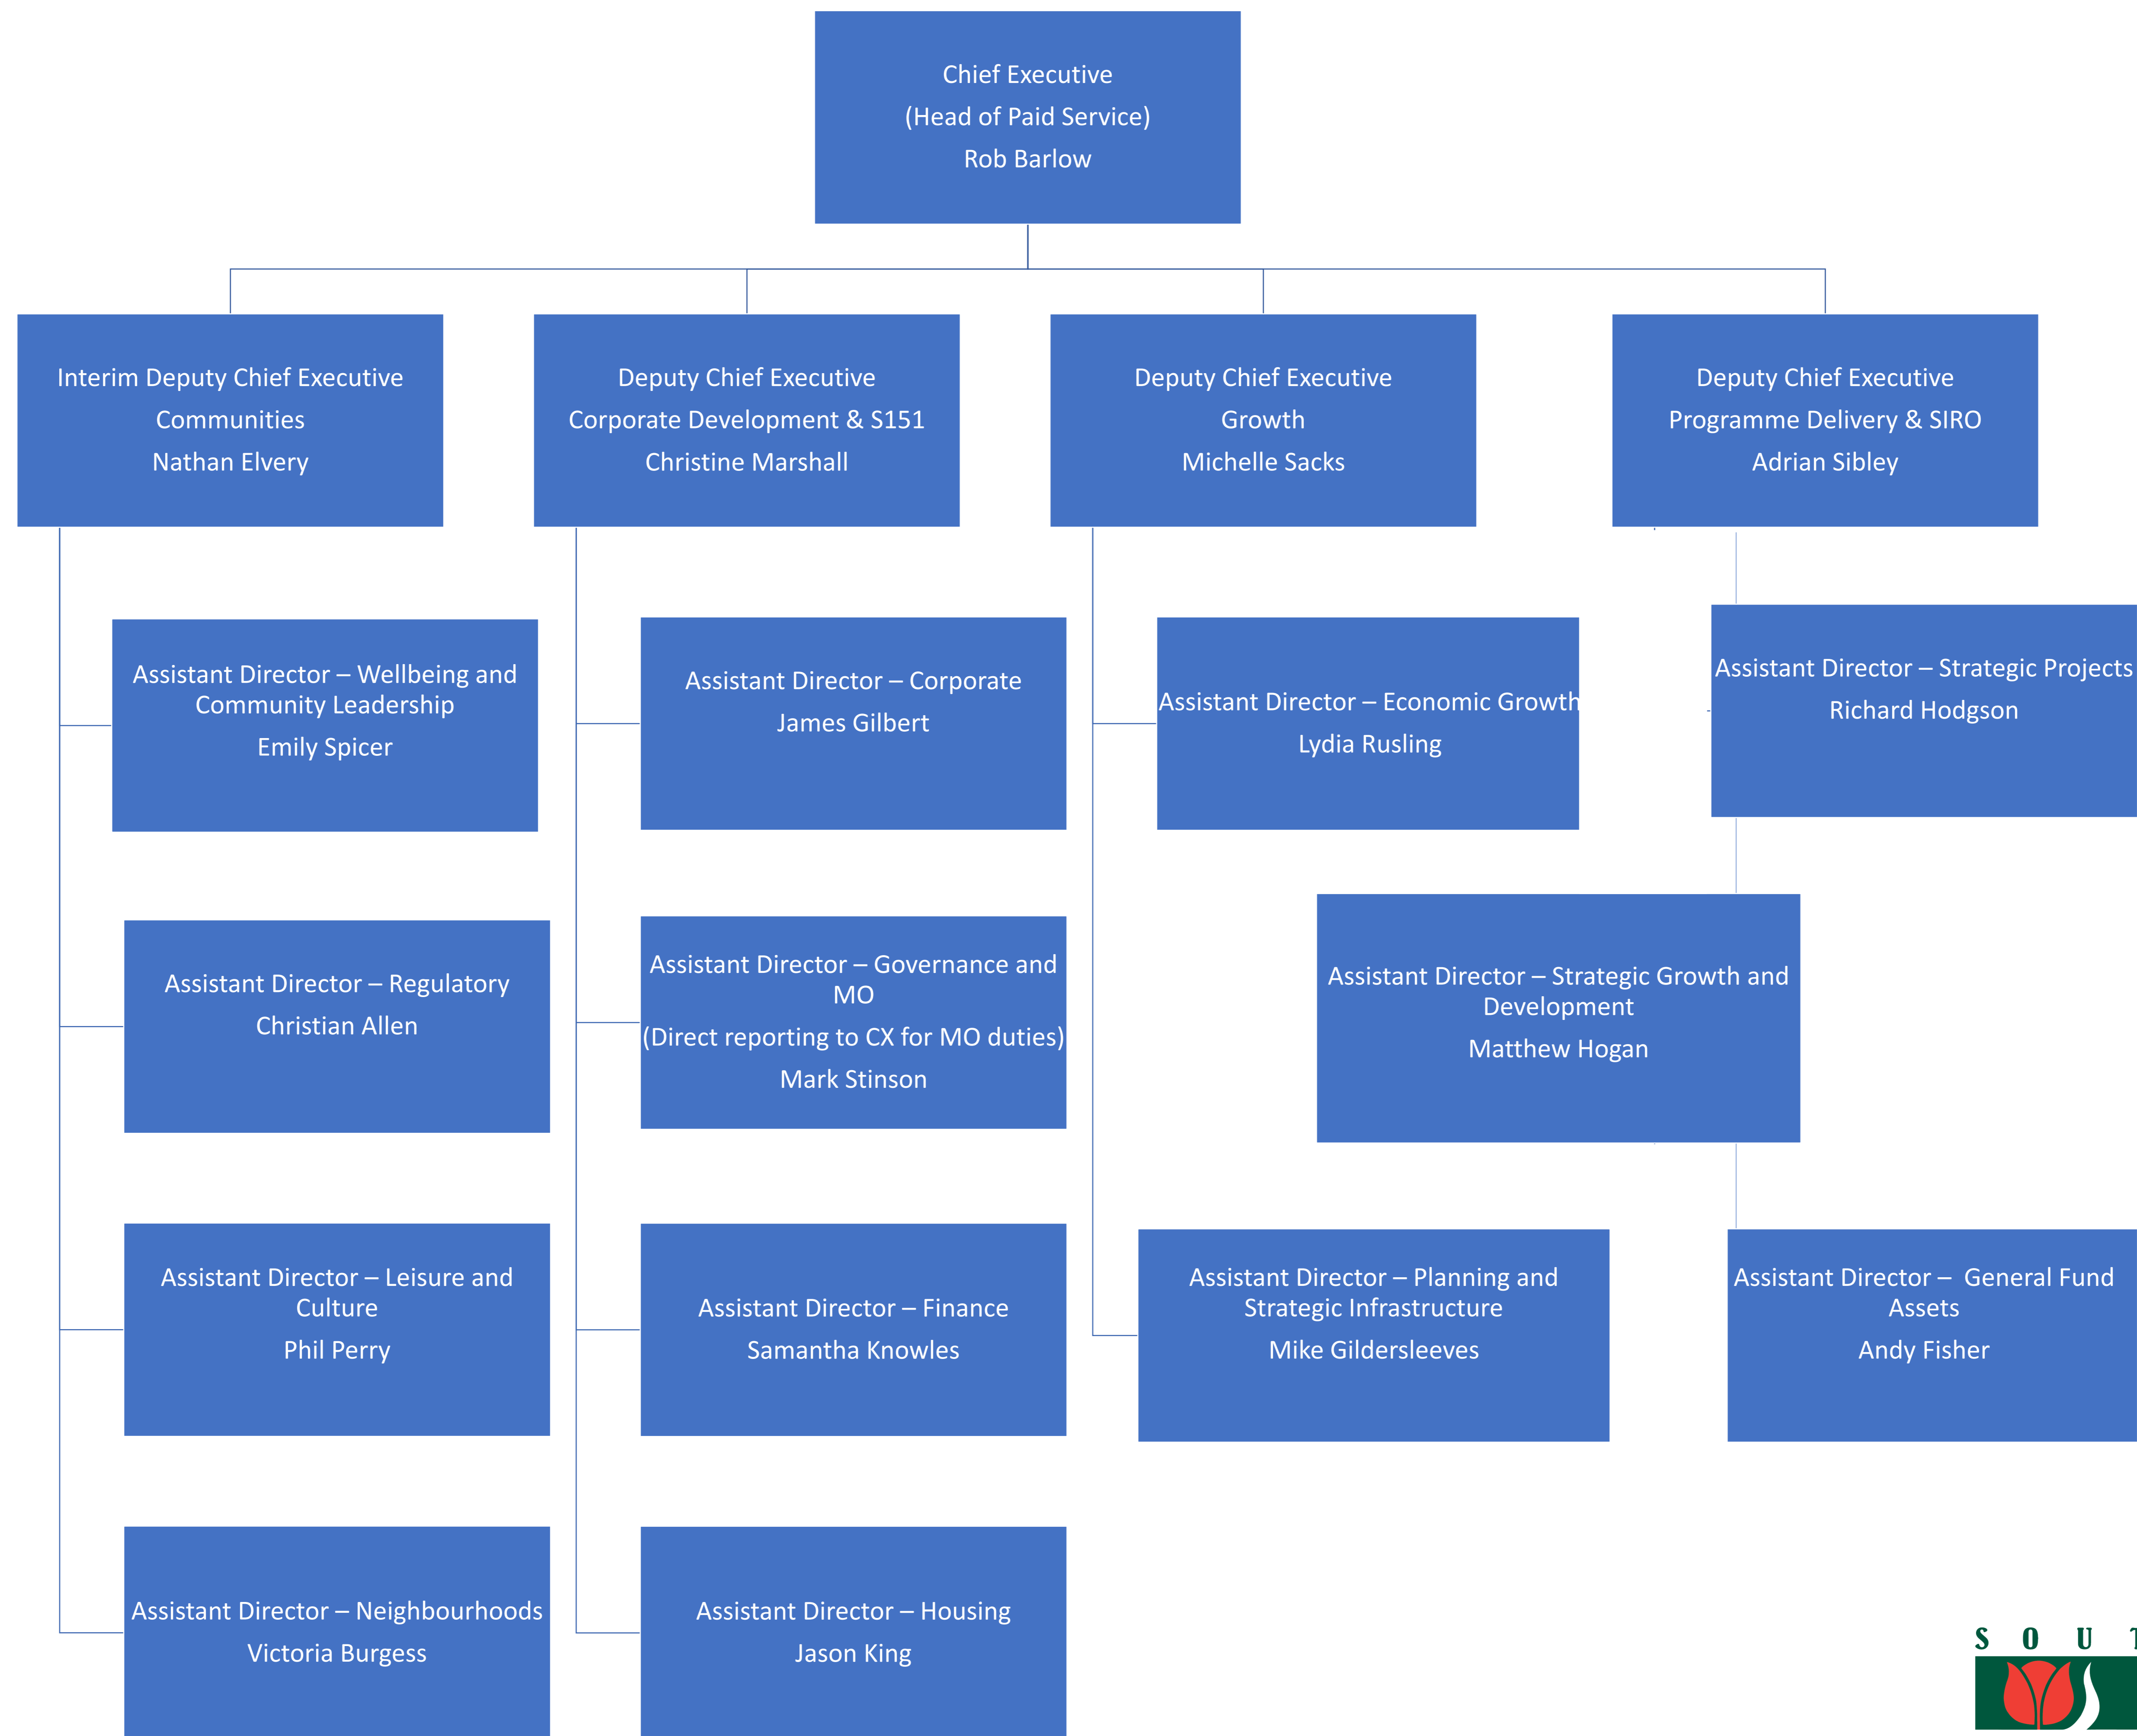 Chief Executive
(Head of Paid Service)
Rob Barlow
Interim Deputy Chief Executive
Communities
Nathan Elvery
Deputy Chief Executive
Corporate Development & S151
Christine Marshall
Deputy Chief Executive
Growth
Michelle Sacks
Deputy Chief Executive
Programme Delivery & SIRO
Adrian Sibley
Assistant Director – Wellbeing and
Community Leadership
Emily Spicer
Assistant Director – Corporate
James Gilbert
Assistant Director – Economic Growth
Lydia Rusling
Assistant Director – Strategic Projects
Richard Hodgson
Assistant Director – Regulatory
Christian Allen
Assistant Director – Governance and
MO
(Direct reporting to CX for MO duties)
Mark Stinson
Assistant Director – Strategic Growth and
Development
Matthew Hogan
Assistant Director – Leisure and
Culture
Phil Perry
Assistant Director – Finance
Samantha Knowles
Assistant Director – Planning and
Strategic Infrastructure
Mike Gildersleeves
Assistant Director –  General Fund
Assets
Andy Fisher
Assistant Director – Neighbourhoods
Victoria Burgess
Assistant Director – Housing
Jason King